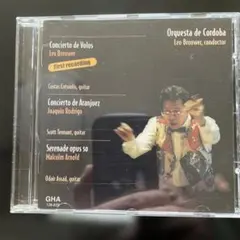 Orquesta de Cordoba
Leo Brouwer, conductor
Concierto de Volos
Leo Brouwer
first recording
Costas Cotsiolis, guitar
Concierto de Aranjuez
Joaquín Rodrigo
Scott Tennant, guitar
Serenade opus 50
Malcolm Arnold
Odair Assad, guitar
GHA